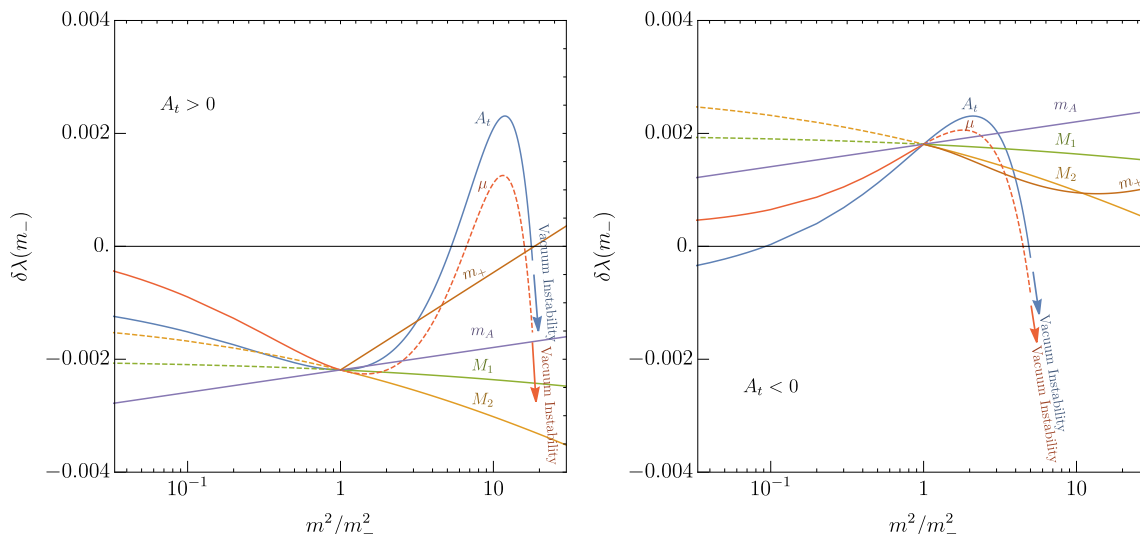 0.004
0.002
0.
−0.002
−0.004
δλ(m₋)
A_t > 0
A_t
μ
m₊
m_A
M₁
M₂
Vacuum Instability
Vacuum Instability
10⁻¹
1
10
m²/m₋²
0.004
0.002
0.
−0.002
−0.004
δλ(m₋)
A_t
μ
m_A
M₁
M₂
m₊
Vacuum Instability
Vacuum Instability
A_t < 0
10⁻¹
1
10
m²/m₋²